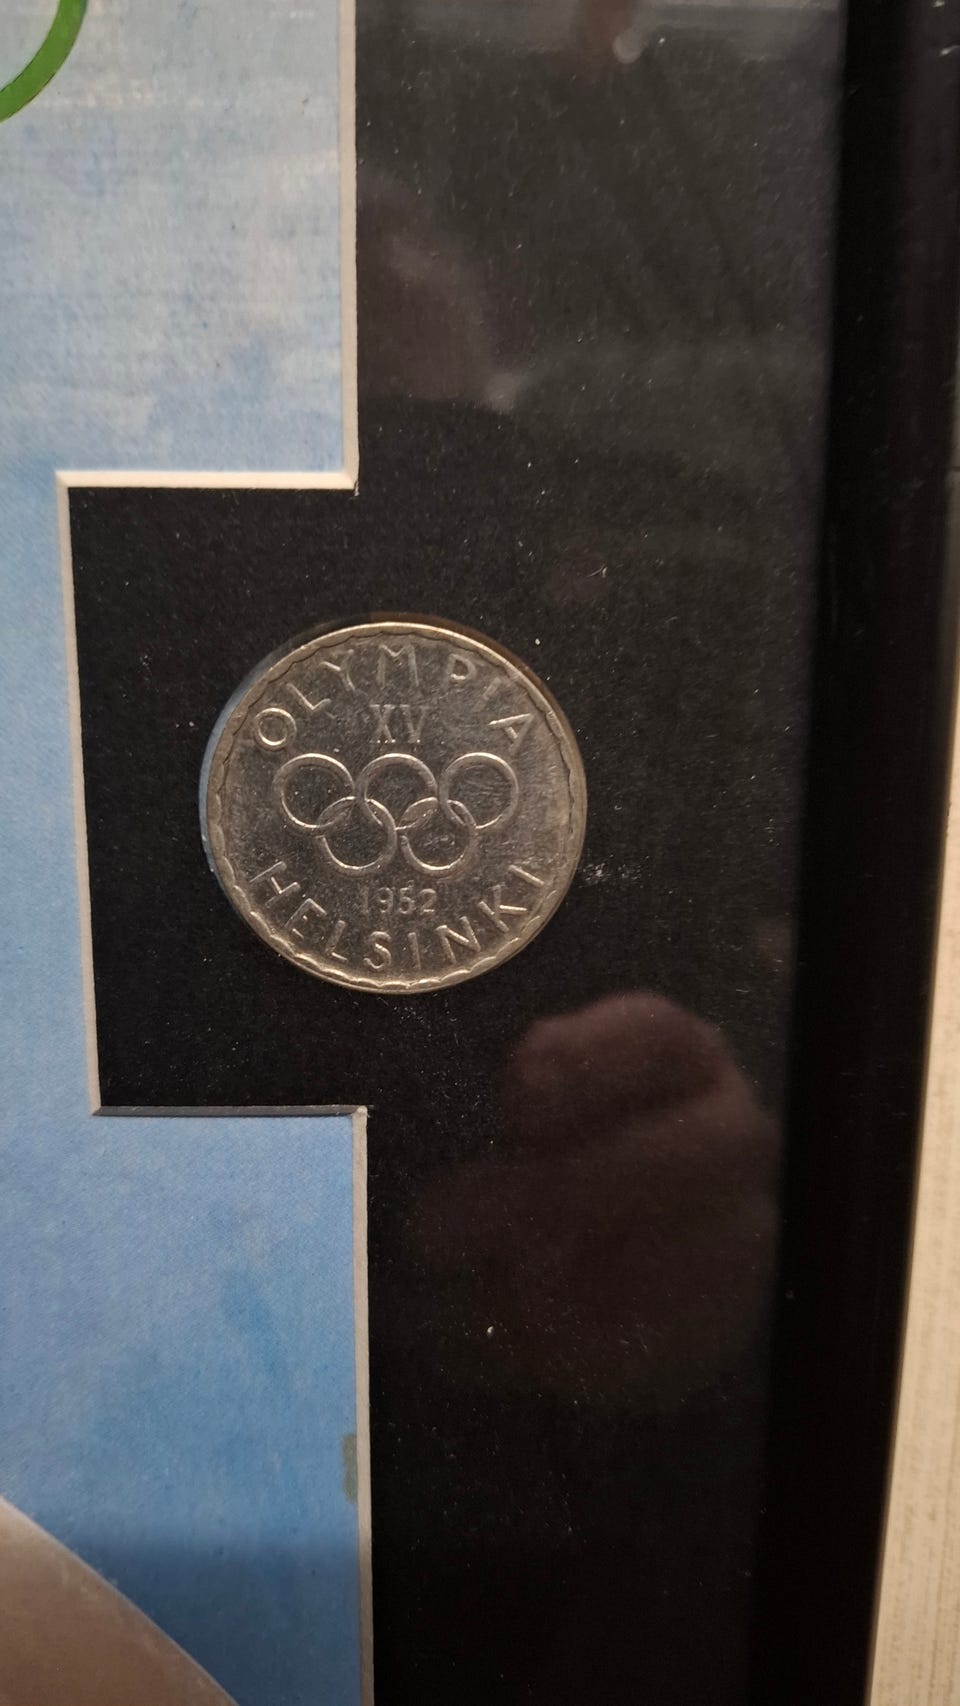 OLYMPIA
XV
1952
HELSINKI